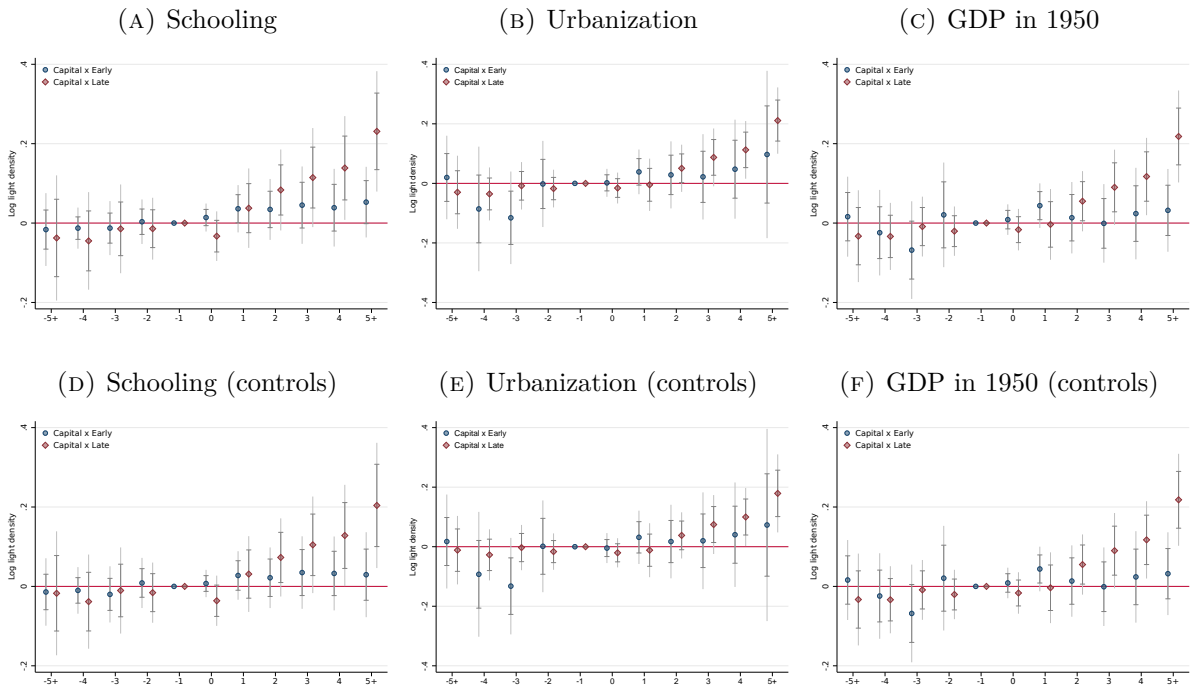 (A) Schooling
(B) Urbanization
(C) GDP in 1950
Log light density
.4
.2
0
-.2
Capital x Early
Capital x Late
-5+ -4 -3 -2 -1 0 1 2 3 4 5+
Log light density
.4
.2
0
-.2
-.4
Capital x Early
Capital x Late
-5+ -4 -3 -2 -1 0 1 2 3 4 5+
Log light density
.4
.2
0
-.2
Capital x Early
Capital x Late
-5+ -4 -3 -2 -1 0 1 2 3 4 5+
(D) Schooling (controls)
(E) Urbanization (controls)
(F) GDP in 1950 (controls)
Log light density
.4
.2
0
-.2
Capital x Early
Capital x Late
-5+ -4 -3 -2 -1 0 1 2 3 4 5+
Log light density
.4
.2
0
-.2
-.4
Capital x Early
Capital x Late
-5+ -4 -3 -2 -1 0 1 2 3 4 5+
Log light density
.4
.2
0
-.2
Capital x Early
Capital x Late
-5+ -4 -3 -2 -1 0 1 2 3 4 5+